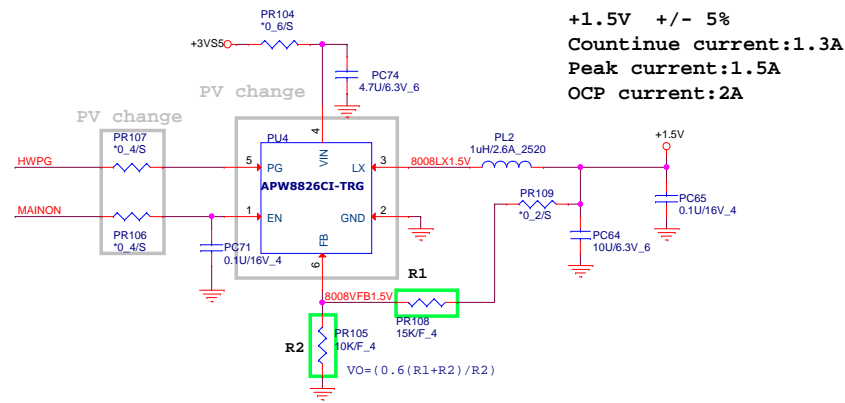 +1.5V +/- 5%
Countinue current:1.3A
Peak current:1.5A
OCP current:2A
PR104
*0_6/S
+3VS5
PC74
4.7U/6.3V_6
PV change
PV change
PR107
*0_4/S
HWPG
MAINON
PR106
*0_4/S
PC71
0.1U/16V_4
PU4
4
VIN
5
PG
LX
3
APW8826CI-TRG
1
EN
GND
2
FB
6
8008LX1.5V
PL2
1uH/2.6A_2520
+1.5V
PR109
*0_2/S
PC65
0.1U/16V_4
PC64
10U/6.3V_6
R1
8008VFB1.5V
PR108
15K/F_4
R2
PR105
10K/F_4
VO=(0.6(R1+R2)/R2)